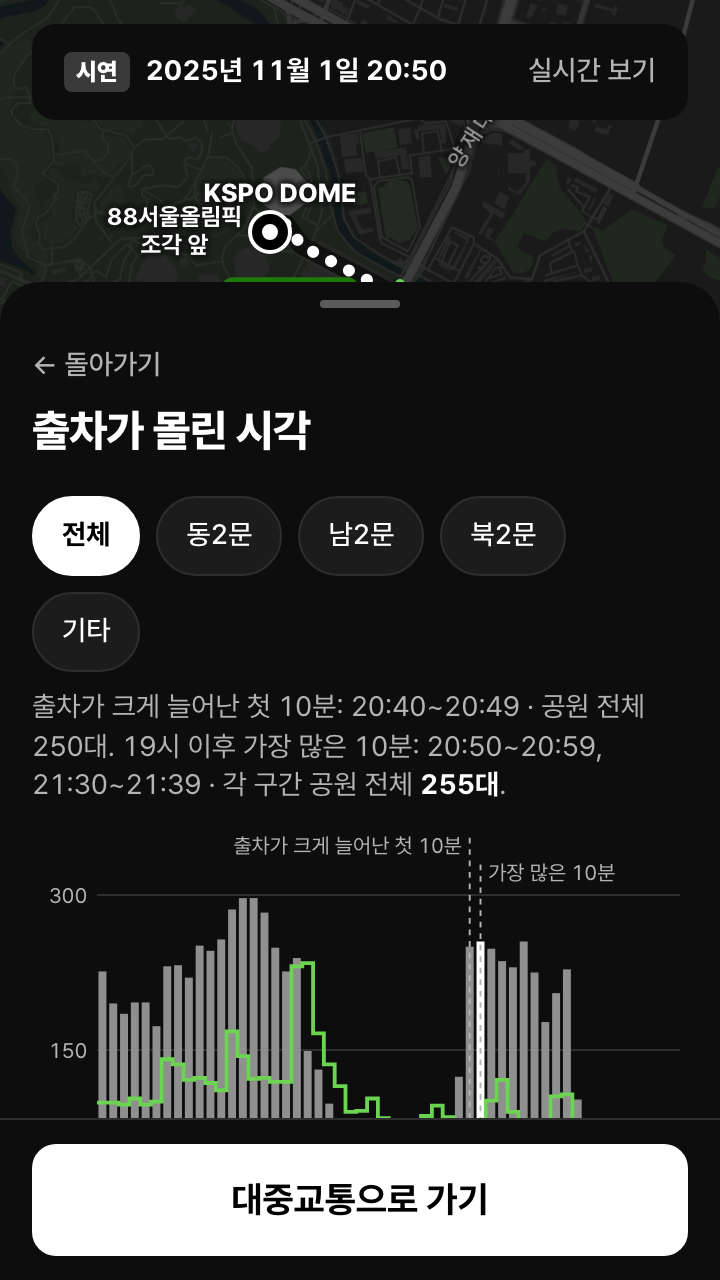 시연 2025년 11월 1일 20:50 실시간 보기
양재대
KSPO DOME
88서울올림픽
조각 앞
← 돌아가기
출차가 몰린 시각
전체 동2문 남2문 북2문
기타
출차가 크게 늘어난 첫 10분: 20:40~20:49 · 공원 전체
250대. 19시 이후 가장 많은 10분: 20:50~20:59,
21:30~21:39 · 각 구간 공원 전체 255대.
출차가 크게 늘어난 첫 10분
가장 많은 10분
300
150
대중교통으로 가기